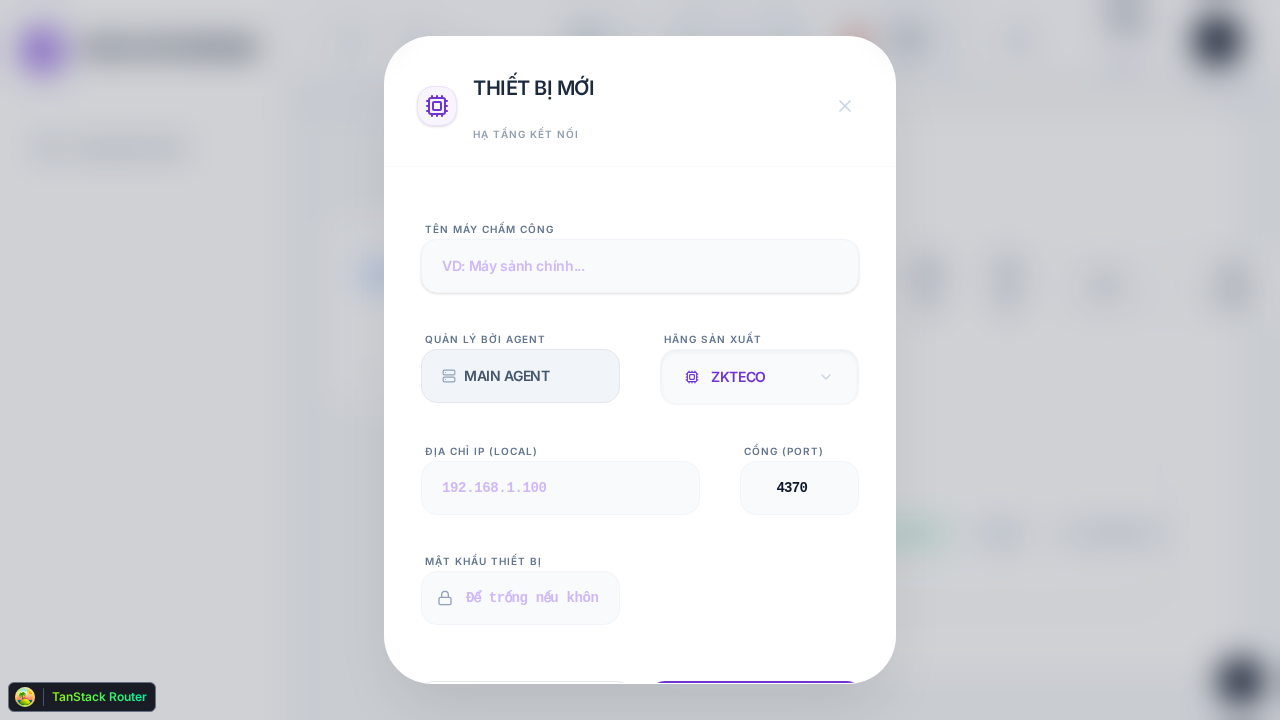 THIẾT BỊ MỚI
HẠ TẦNG KẾT NỐI
TÊN MÁY CHẤM CÔNG
VD: Máy sảnh chính...
QUẢN LÝ BỞI AGENT
HÃNG SẢN XUẤT
MAIN AGENT
ZKTECO
ĐỊA CHỈ IP (LOCAL)
CỔNG (PORT)
192.168.1.100
4370
MẬT KHẨU THIẾT BỊ
Để trống nếu khôn
TanStack Router